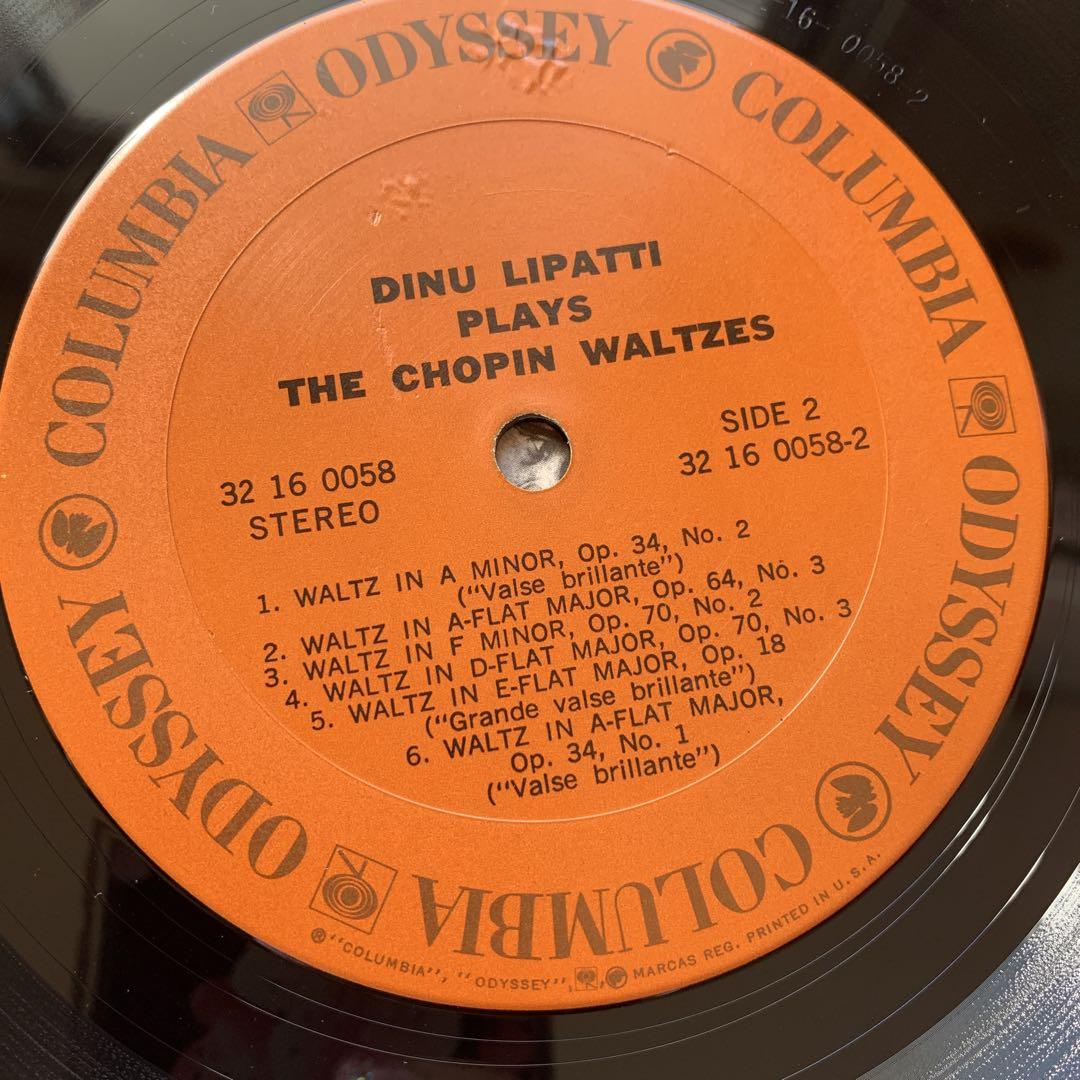 -16- 0058-2
COLUMBIA ODYSSEY COLUMBIA ODYSSEY COLUMBIA ODYSSEY
DINU LIPATTI
PLAYS
THE CHOPIN WALTZES
32 16 0058
STEREO
SIDE 2
32 16 0058-2
1. WALTZ IN A MINOR, Op. 34, No. 2
("Valse brillante")
2. WALTZ IN A-FLAT MAJOR, Op. 64, No. 3
3. WALTZ IN F MINOR, Op. 70, No. 2
4. WALTZ IN D-FLAT MAJOR, Op. 70, No. 3
5. WALTZ IN E-FLAT MAJOR, Op. 18
("Grande valse brillante")
6. WALTZ IN A-FLAT MAJOR,
Op. 34, No. 1
("Valse brillante")
®"COLUMBIA", "ODYSSEY", , MARCAS REG. PRINTED IN U.S.A.